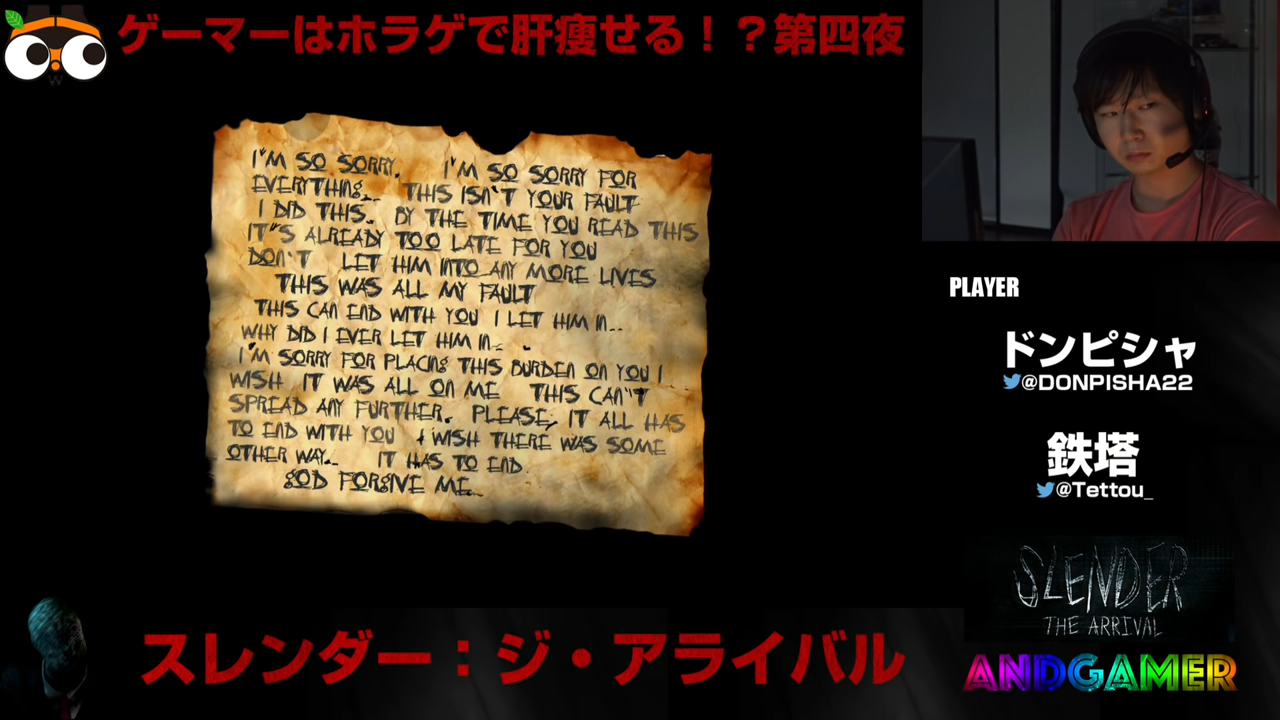 ゲーマーはホラゲで肝痩せる！？第四夜
I'M SO SORRY. I'M SO SORRY FOR
EVERYTHING... THIS ISN'T YOUR FAULT
I DID THIS. BY THE TIME YOU READ THIS
IT"S ALREADY TOO LATE FOR YOU
DON'T LET HIM INTO ANY MORE LIVES
THIS WAS ALL MY FAULT
THIS CAN END WITH YOU I LET HIM IN...
WHY DID I EVER LET HIM IN...
I'M SORRY FOR PLACING THIS BURDEN ON YOU I
WISH IT WAS ALL ON ME THIS CAN"T
SPREAD ANY FURTHER. PLEASE, IT ALL HAS
TO END WITH YOU I WISH THERE WAS SOME
OTHER WAY... IT HAS TO END.
GOD FORGIVE ME...
PLAYER
ドンピシャ
@DONPISHA22
鉄塔
@Tettou_
SLENDER
THE ARRIVAL
スレンダー：ジ・アライバル
ANDGAMER